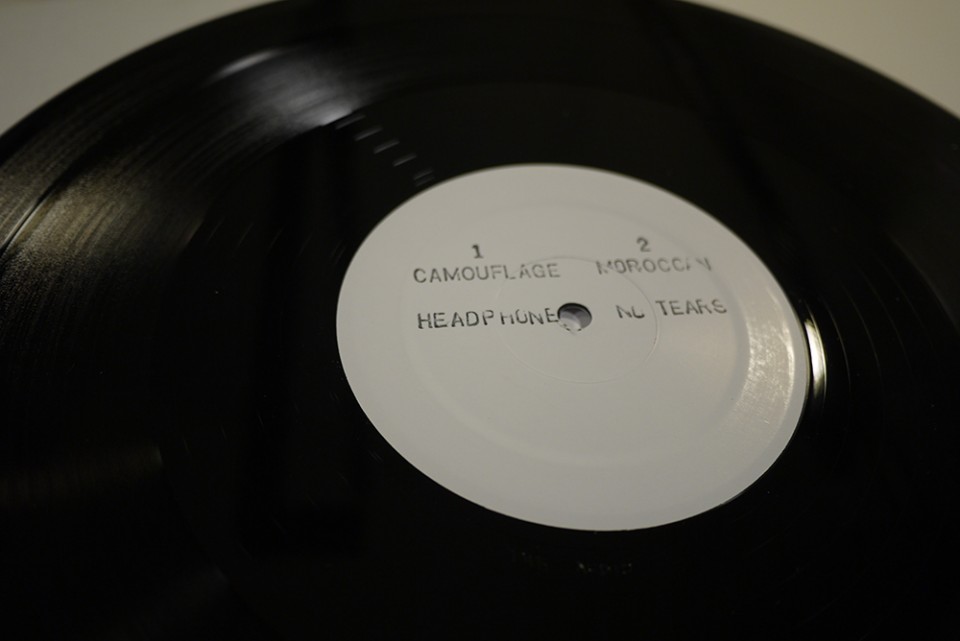 1 2
CAMOUFLAGE MOROCCAN
HEADPHONE NO TEARS